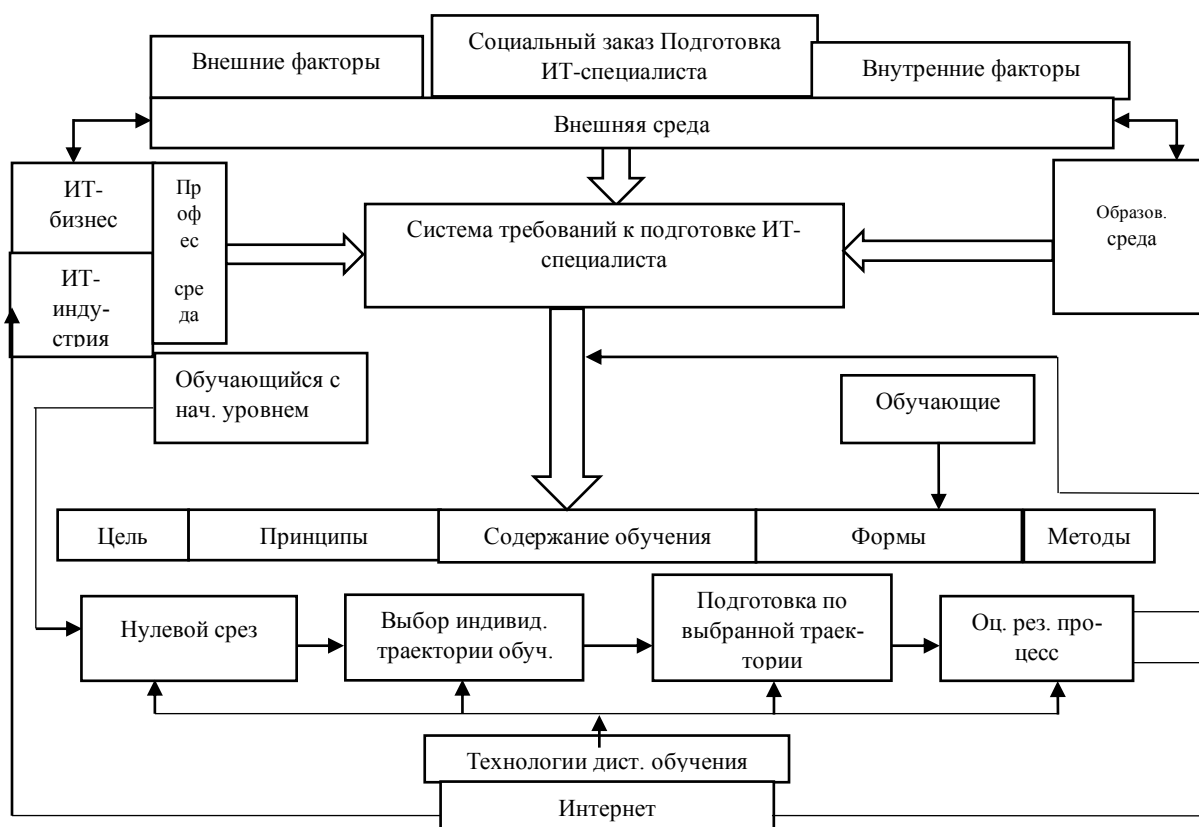 Внешние факторы
Социальный заказ Подготовка
ИТ-специалиста
Внутренние факторы
Внешняя среда
ИТ-
бизнес
Пр
оф
ес
сре
да
ИТ-
инду-
стрия
Система требований к подготовке ИТ-
специалиста
Образов.
среда
Обучающийся с
нач. уровнем
Обучающие
Цель
Принципы
Содержание обучения
Формы
Методы
Нулевой срез
Выбор индивид.
траектории обуч.
Подготовка по
выбранной траек-
тории
Оц. рез. про-
цесс
Технологии дист. обучения
Интернет